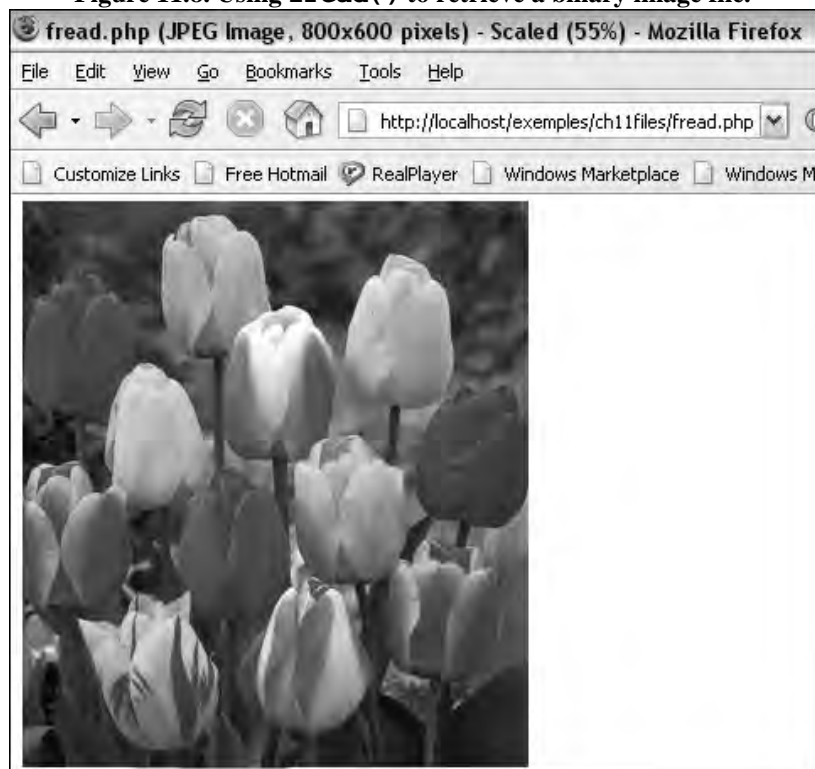 Figure 11.8. Using fread() to retrieve a binary image file.
fread.php (JPEG Image, 800x600 pixels) - Scaled (55%) - Mozilla Firefox
File Edit View Go Bookmarks Tools Help
http://localhost/exemples/ch11files/fread.php
Customize Links Free Hotmail RealPlayer Windows Marketplace Windows M